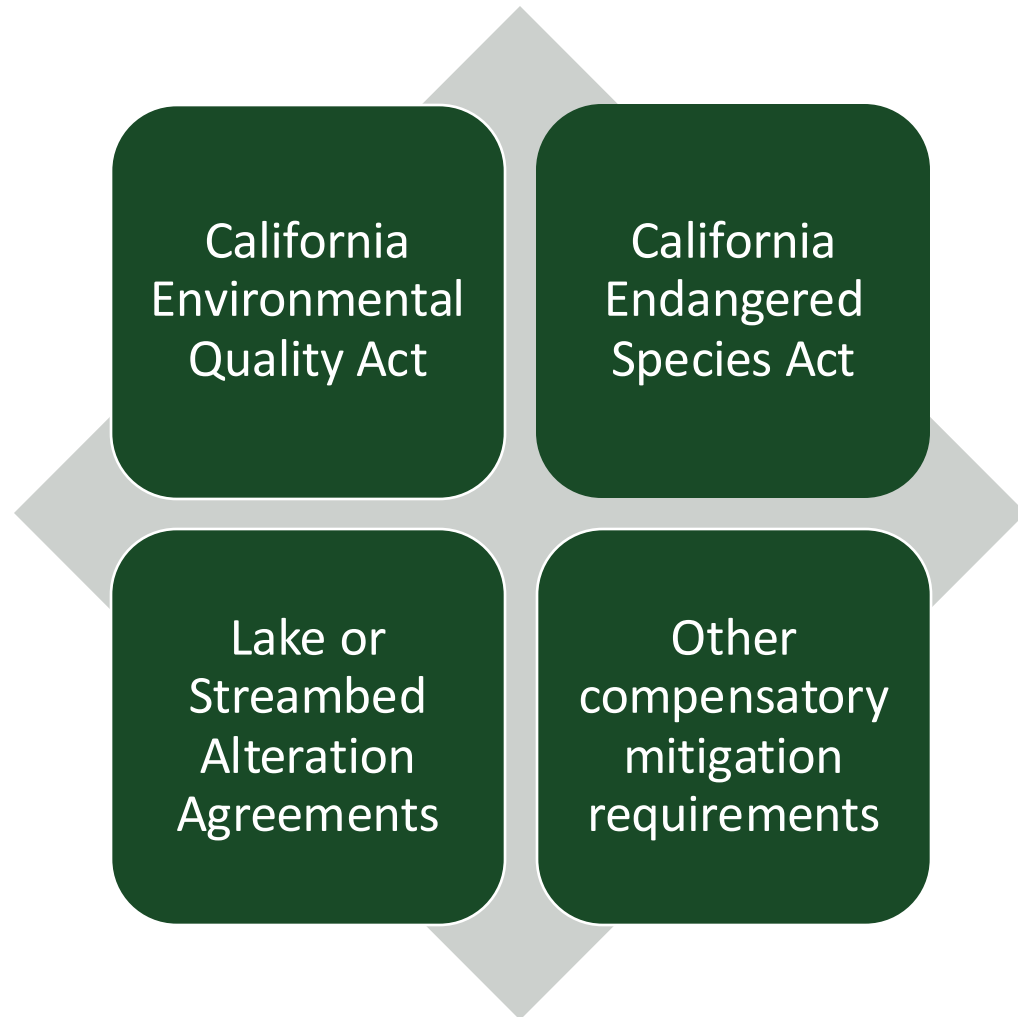 California
Environmental
Quality Act
California
Endangered
Species Act
Lake or
Streambed
Alteration
Agreements
Other
compensatory
mitigation
requirements